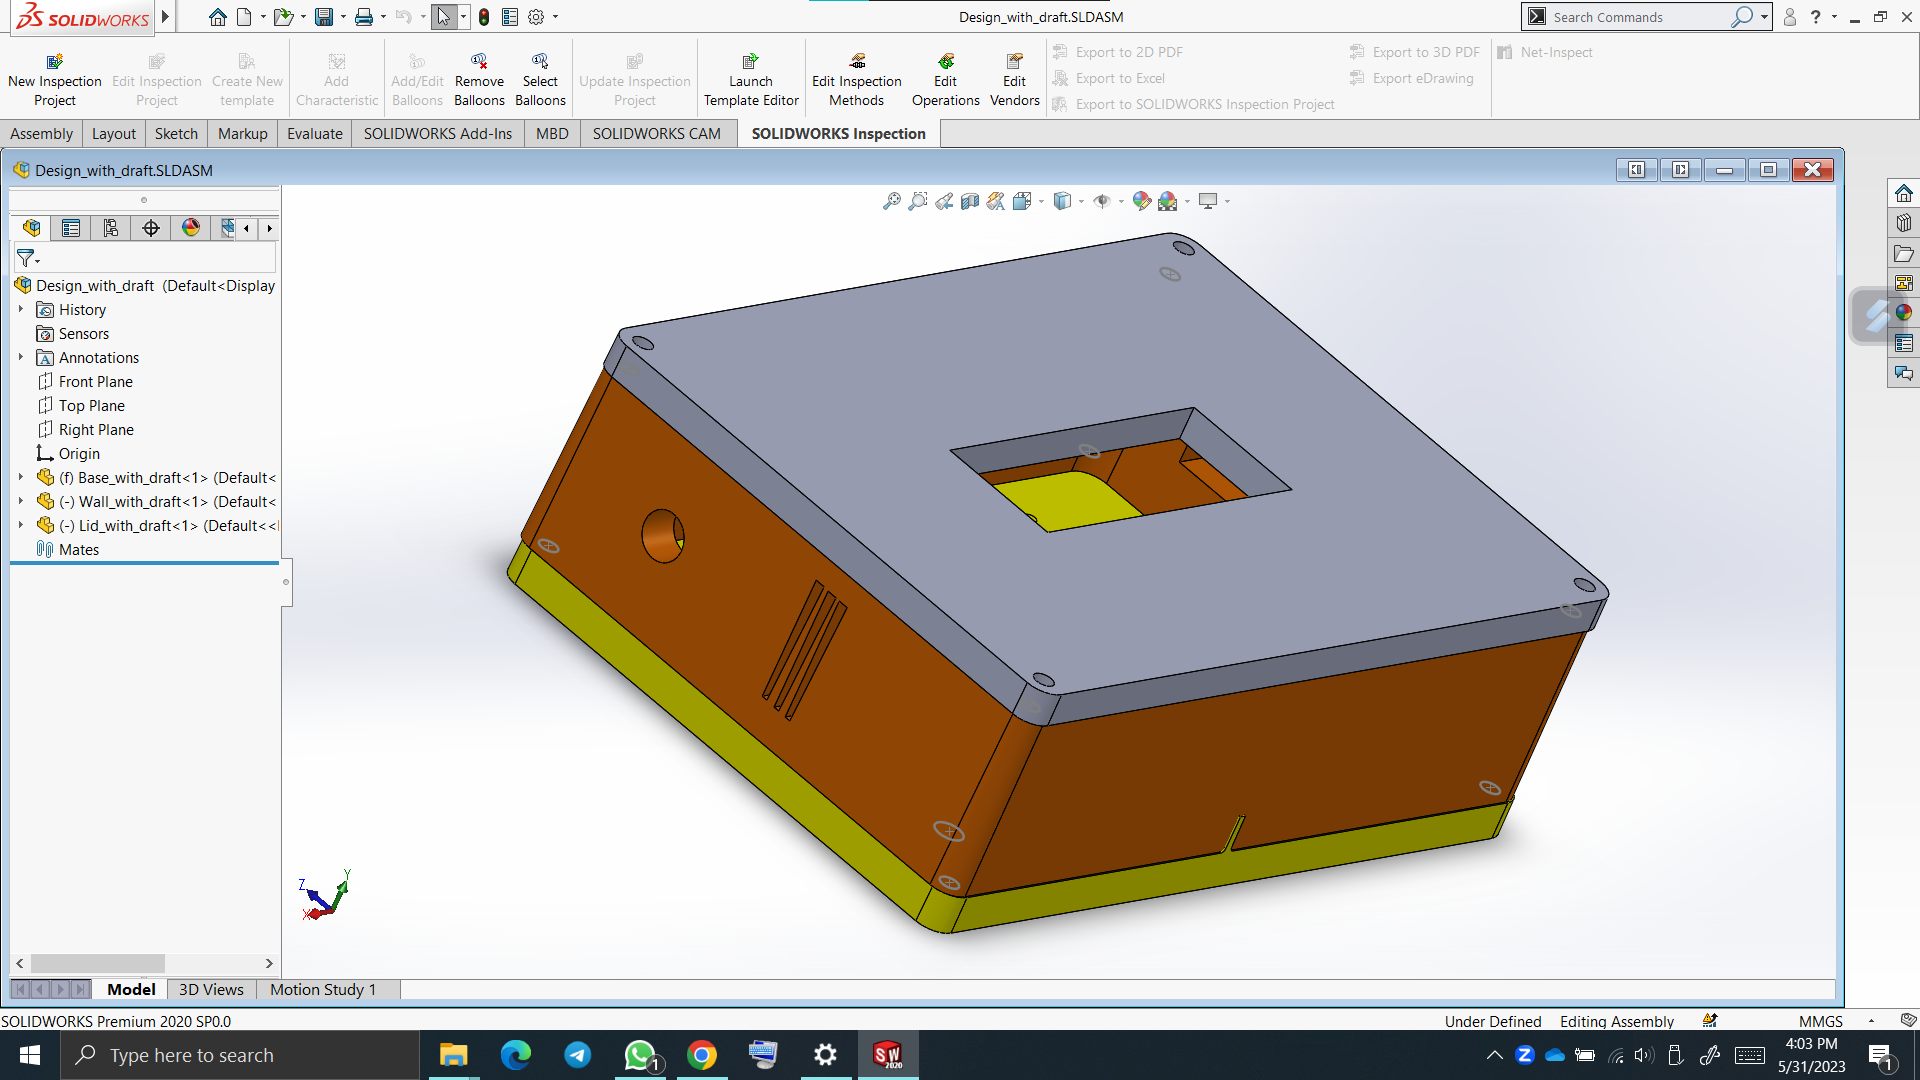 SOLIDWORKS
Design_with_draft.SLDASM
Search Commands
?
New Inspection
Project
Edit Inspection
Project
Create New
template
Add
Characteristic
Add/Edit
Balloons
Remove
Balloons
Select
Balloons
Update Inspection
Project
Launch
Template Editor
Edit Inspection
Methods
Edit
Operations
Edit
Vendors
Export to 2D PDF
Export to Excel
Export to SOLIDWORKS Inspection Project
Export to 3D PDF
Export eDrawing
Net-Inspect
Assembly
Layout
Sketch
Markup
Evaluate
SOLIDWORKS Add-Ins
MBD
SOLIDWORKS CAM
SOLIDWORKS Inspection
Design_with_draft.SLDASM
Design_with_draft (Default<Display
History
Sensors
Annotations
Front Plane
Top Plane
Right Plane
Origin
(f) Base_with_draft<1> (Default<
(-) Wall_with_draft<1> (Default<
(-) Lid_with_draft<1> (Default<<
Mates
Z
Y
X
Model
3D Views
Motion Study 1
SOLIDWORKS Premium 2020 SP0.0
Under Defined
Editing Assembly
MMGS
Type here to search
1
SW
2020
Z
4:03 PM
5/31/2023
1